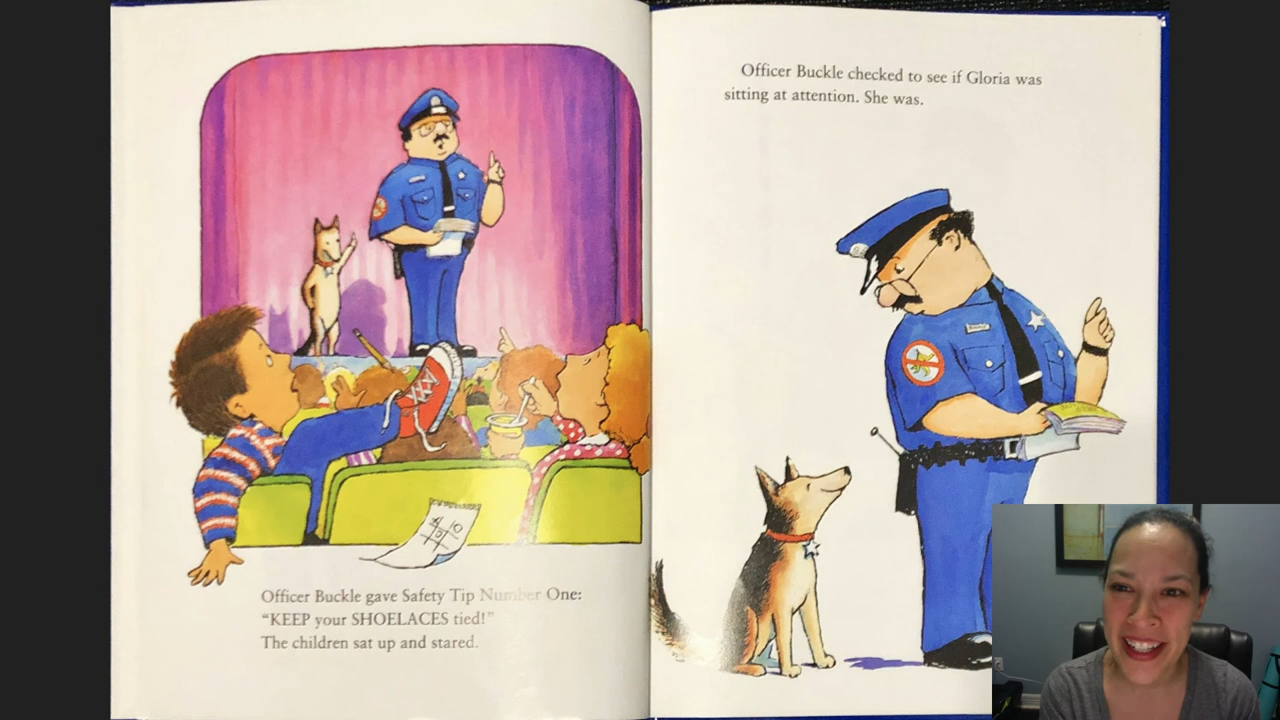 Officer Buckle gave Safety Tip Number One:
"KEEP your SHOELACES tied!"
The children sat up and stared.
Officer Buckle checked to see if Gloria was
sitting at attention. She was.